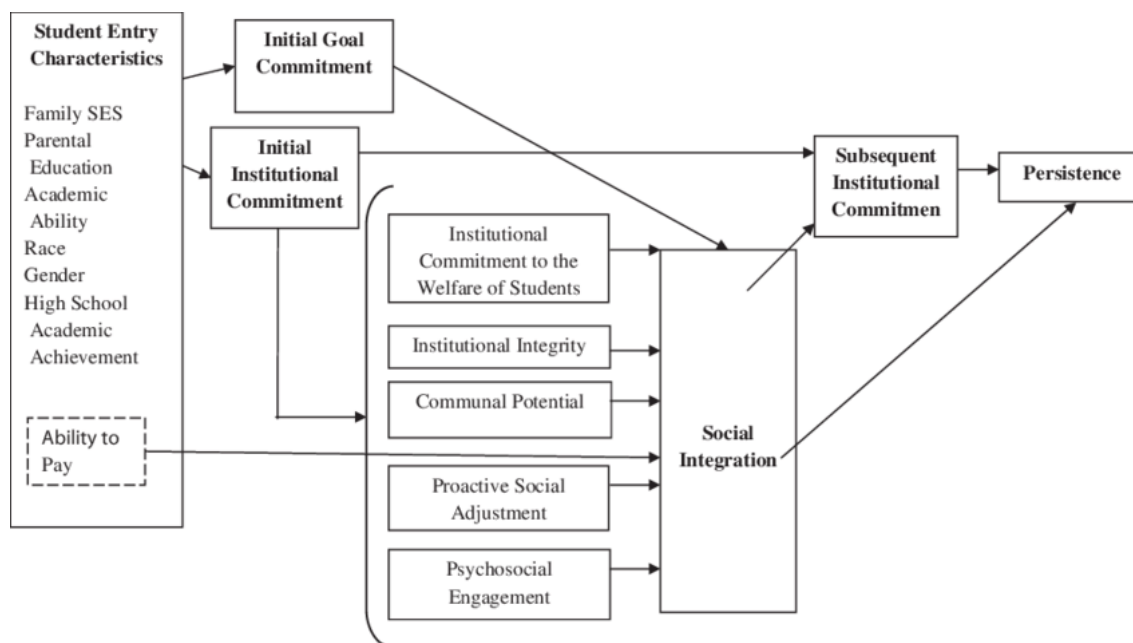 Student Entry
Characteristics
Family SES
Parental
Education
Academic
Ability
Race
Gender
High School
Academic
Achievement
Ability to
Pay
Initial Goal
Commitment
Initial
Institutional
Commitment
Institutional
Commitment to the
Welfare of Students
Institutional Integrity
Communal Potential
Proactive Social
Adjustment
Psychosocial
Engagement
Social
Integration
Subsequent
Institutional
Commitmen
Persistence